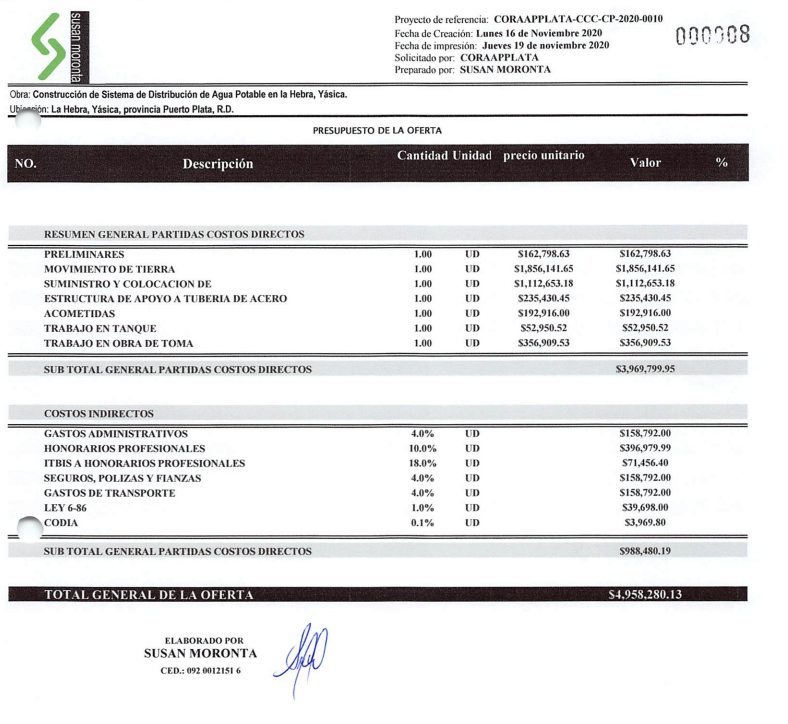 susan moronta
Proyecto de referencia: CORAAPPLATA-CCC-CP-2020-0010
Fecha de Creación: Lunes 16 de Noviembre 2020
Fecha de impresión: Jueves 19 de noviembre 2020
Solicitado por: CORAAPPLATA
Preparado por: SUSAN MORONTA
000008
Obra: Construcción de Sistema de Distribución de Agua Potable en la Hebra, Yásica.
Ubicación: La Hebra, Yásica, provincia Puerto Plata, R.D.
PRESUPUESTO DE LA OFERTA
NO. Descripción Cantidad Unidad precio unitario Valor %
RESUMEN GENERAL PARTIDAS COSTOS DIRECTOS
PRELIMINARES 1.00 UD $162,798.63 $162,798.63
MOVIMIENTO DE TIERRA 1.00 UD $1,856,141.65 $1,856,141.65
SUMINISTRO Y COLOCACION DE 1.00 UD $1,112,653.18 $1,112,653.18
ESTRUCTURA DE APOYO A TUBERIA DE ACERO 1.00 UD $235,430.45 $235,430.45
ACOMETIDAS 1.00 UD $192,916.00 $192,916.00
TRABAJO EN TANQUE 1.00 UD $52,950.52 $52,950.52
TRABAJO EN OBRA DE TOMA 1.00 UD $356,909.53 $356,909.53
SUB TOTAL GENERAL PARTIDAS COSTOS DIRECTOS $3,969,799.95
COSTOS INDIRECTOS
GASTOS ADMINISTRATIVOS 4.0% UD $158,792.00
HONORARIOS PROFESIONALES 10.0% UD $396,979.99
ITBIS A HONORARIOS PROFESIONALES 18.0% UD $71,456.40
SEGUROS, POLIZAS Y FIANZAS 4.0% UD $158,792.00
GASTOS DE TRANSPORTE 4.0% UD $158,792.00
LEY 6-86 1.0% UD $39,698.00
CODIA 0.1% UD $3,969.80
SUB TOTAL GENERAL PARTIDAS COSTOS DIRECTOS $988,480.19
TOTAL GENERAL DE LA OFERTA $4,958,280.13
ELABORADO POR
SUSAN MORONTA
CED.: 092 0012151 6